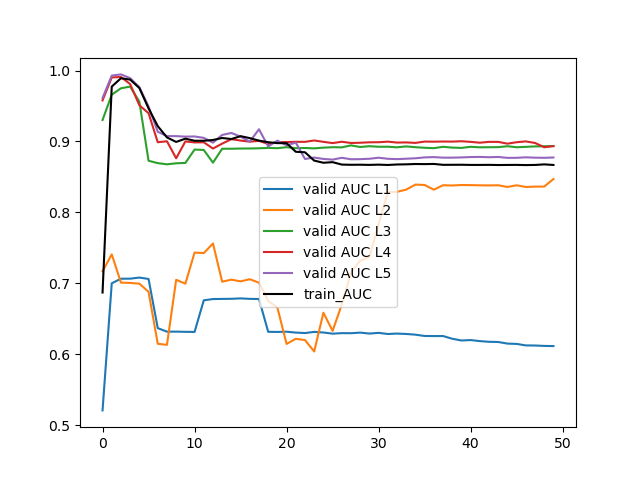 1.0
0.9
0.8
0.7
0.6
0.5
valid AUC L1
valid AUC L2
valid AUC L3
valid AUC L4
valid AUC L5
train_AUC
0 10 20 30 40 50